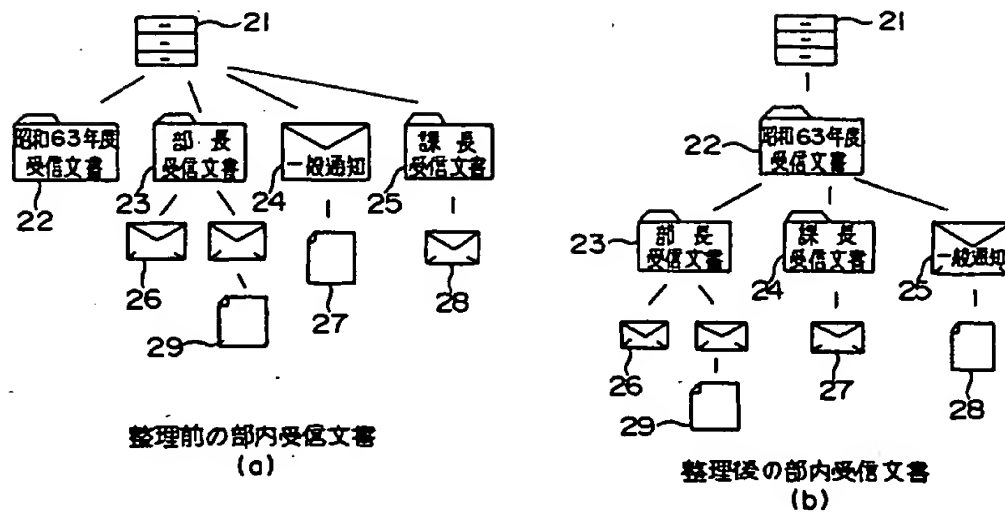 21
昭和63年度
受信文書
部 長
受信文書
一般通知
課 長
受信文書
22
23
24
25
26
27
28
29
整理前の部内受信文書
(a)
21
昭和63年度
受信文書
22
部 長
受信文書
課 長
受信文書
一般通知
23
24
25
26
27
28
29
整理後の部内受信文書
(b)